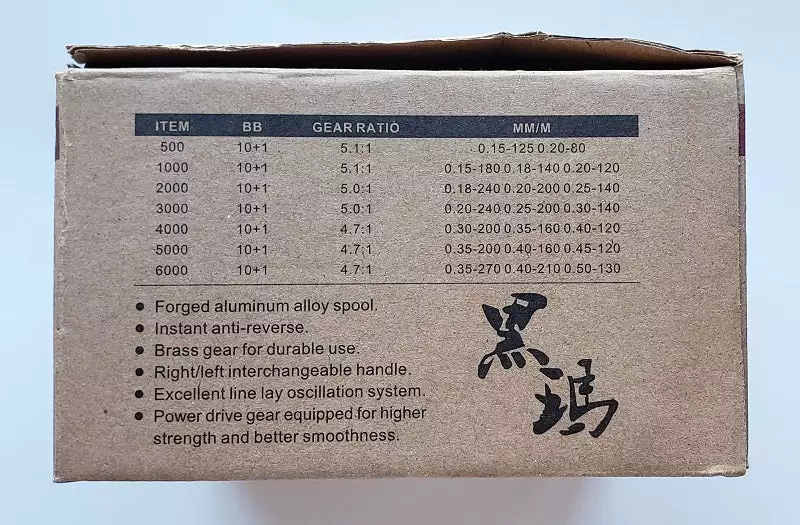 ITEM BB GEAR RATIO MM/M
500 10+1 5.1:1 0.15-125 0.20-80
1000 10+1 5.1:1 0.15-180 0.18-140 0.20-120
2000 10+1 5.0:1 0.18-240 0.20-200 0.25-140
3000 10+1 5.0:1 0.20-240 0.25-200 0.30-140
4000 10+1 4.7:1 0.30-200 0.35-160 0.40-120
5000 10+1 4.7:1 0.35-200 0.40-160 0.45-120
6000 10+1 4.7:1 0.35-270 0.40-210 0.50-130
● Forged aluminum alloy spool.
● Instant anti-reverse.
● Brass gear for durable use.
● Right/left interchangeable handle.
● Excellent line lay oscillation system.
● Power drive gear equipped for higher
strength and better smoothness.
黑
瑪